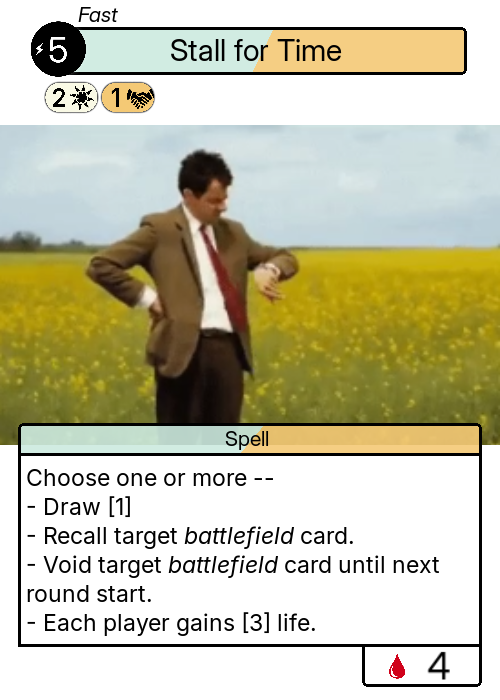 Fast
5
Stall for Time
2 1
Spell
Choose one or more --
- Draw [1]
- Recall target battlefield card.
- Void target battlefield card until next
round start.
- Each player gains [3] life.
4